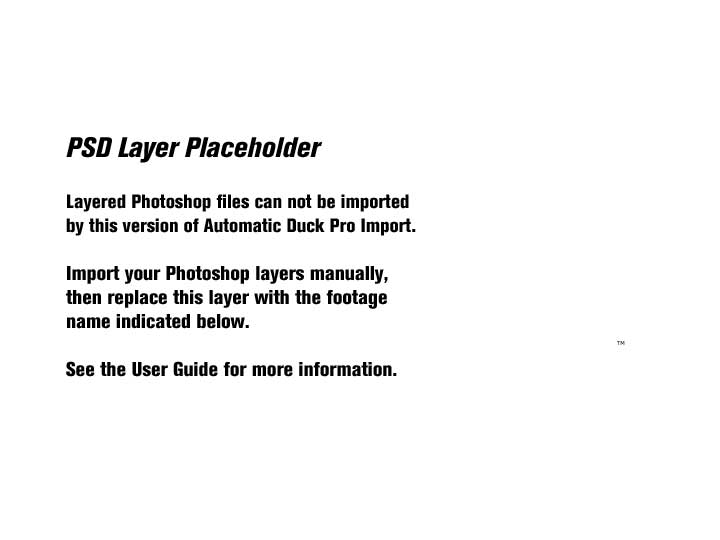 PSD Layer Placeholder
Layered Photoshop files can not be imported
by this version of Automatic Duck Pro Import.
Import your Photoshop layers manually,
then replace this layer with the footage
name indicated below.
™
See the User Guide for more information.